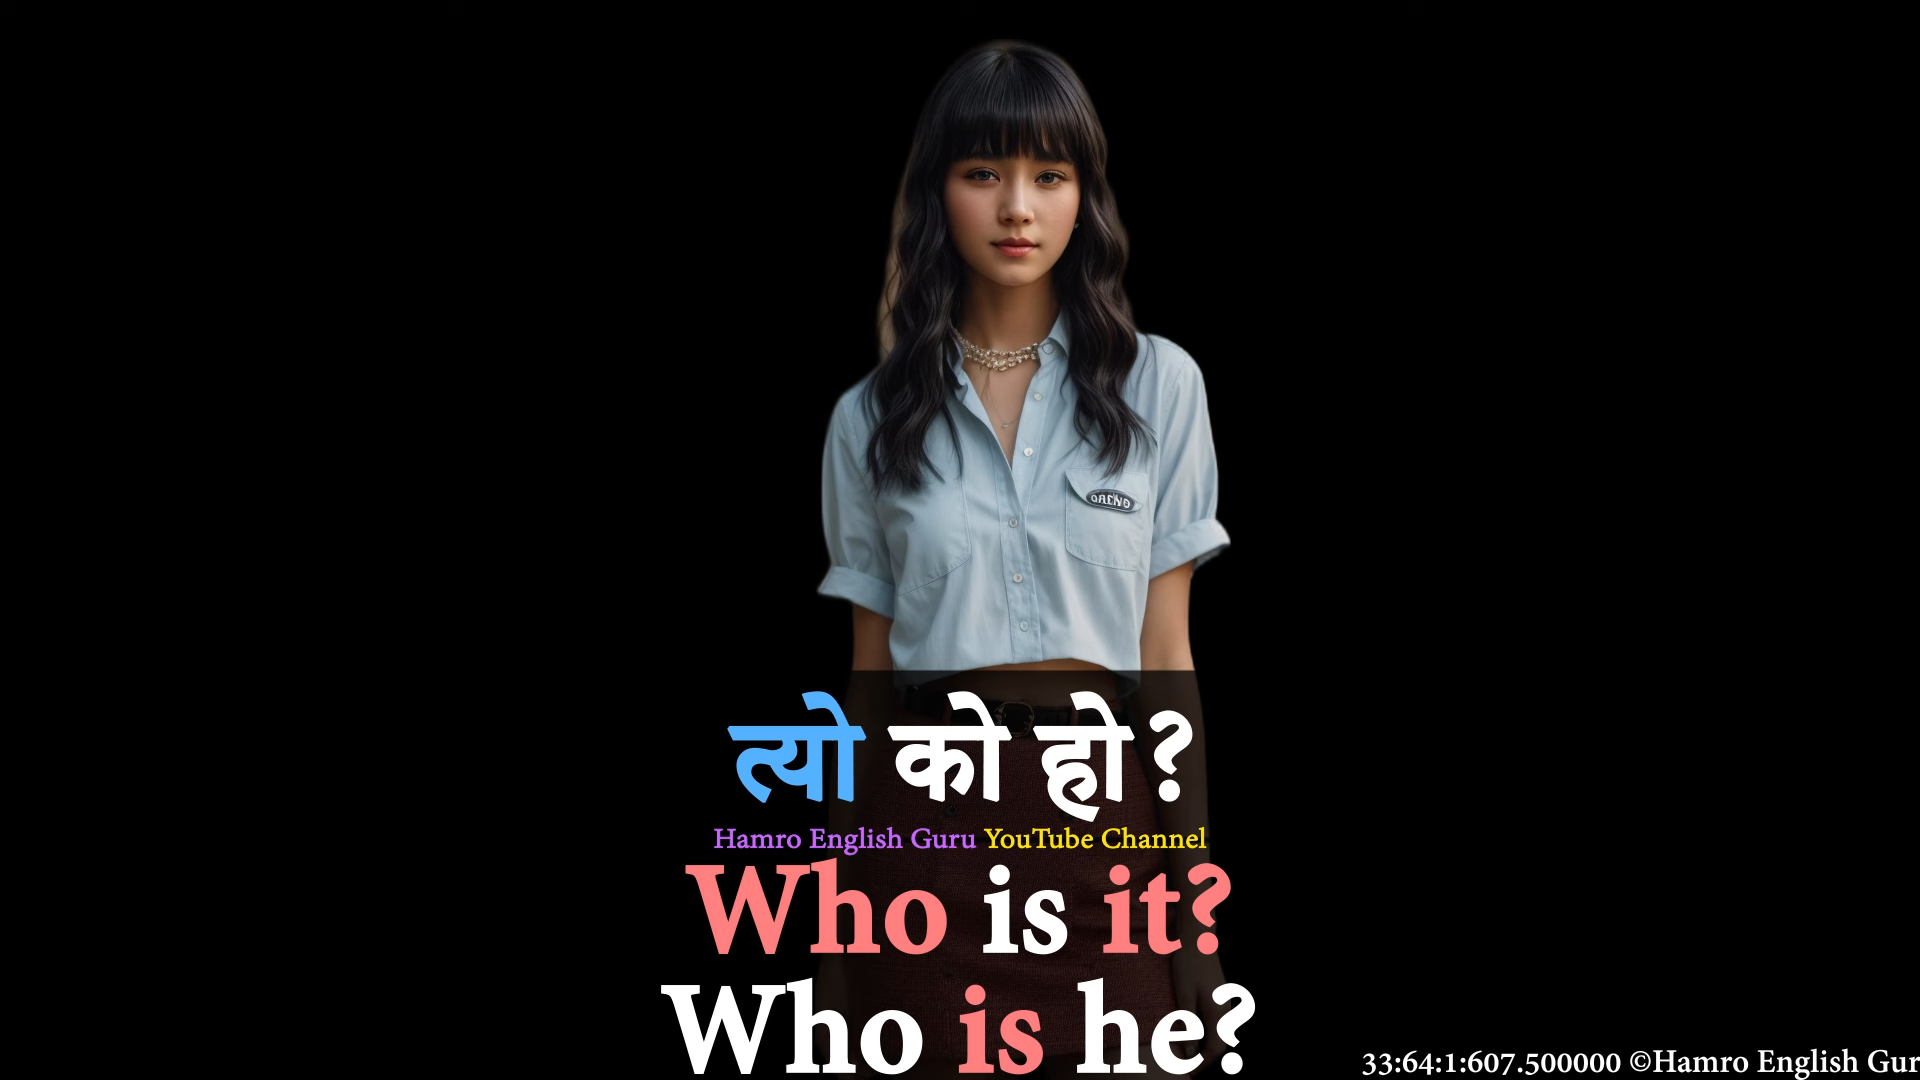 त्यो को हो?
Hamro English Guru YouTube Channel
Who is it?
Who is he?
33:64:1:607.500000 ©Hamro English Gur